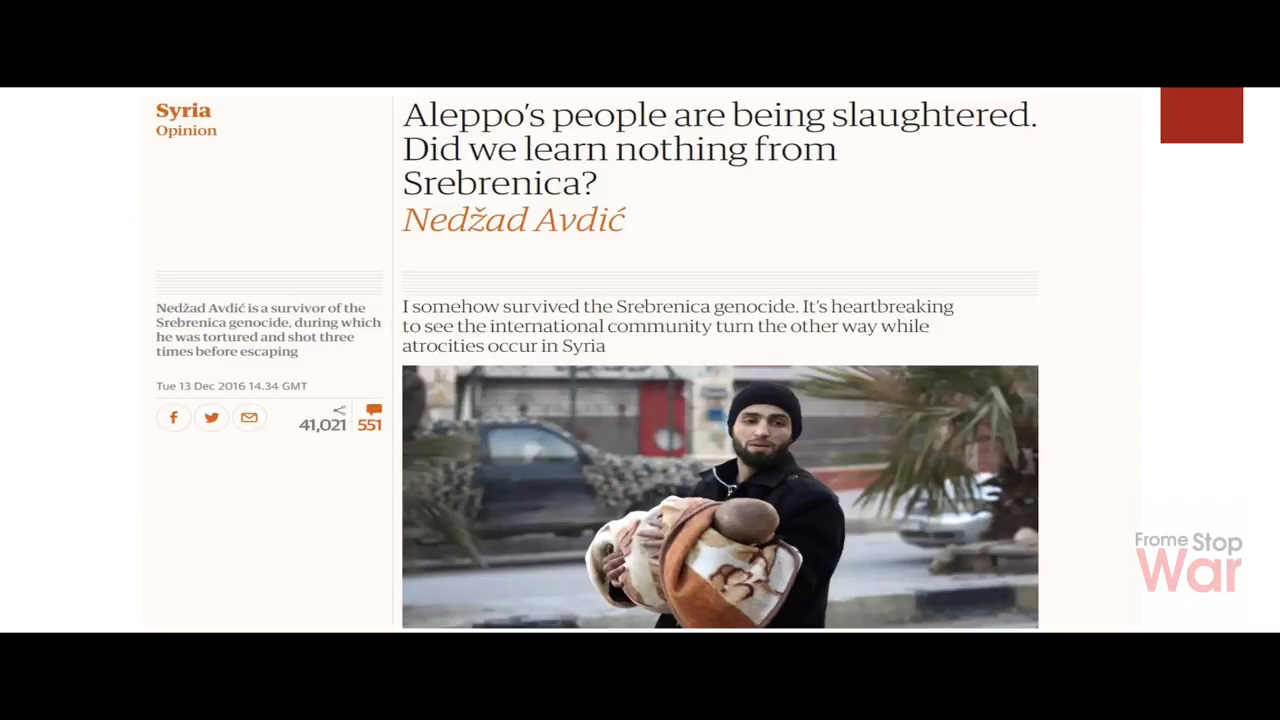 Syria
Opinion
Aleppo's people are being slaughtered.
Did we learn nothing from
Srebrenica?
Nedžad Avdić
Nedžad Avdić is a survivor of the
Srebrenica genocide, during which
he was tortured and shot three
times before escaping
Tue 13 Dec 2016 14.34 GMT
41,021 551
I somehow survived the Srebrenica genocide. It's heartbreaking
to see the international community turn the other way while
atrocities occur in Syria
Frome Stop
War